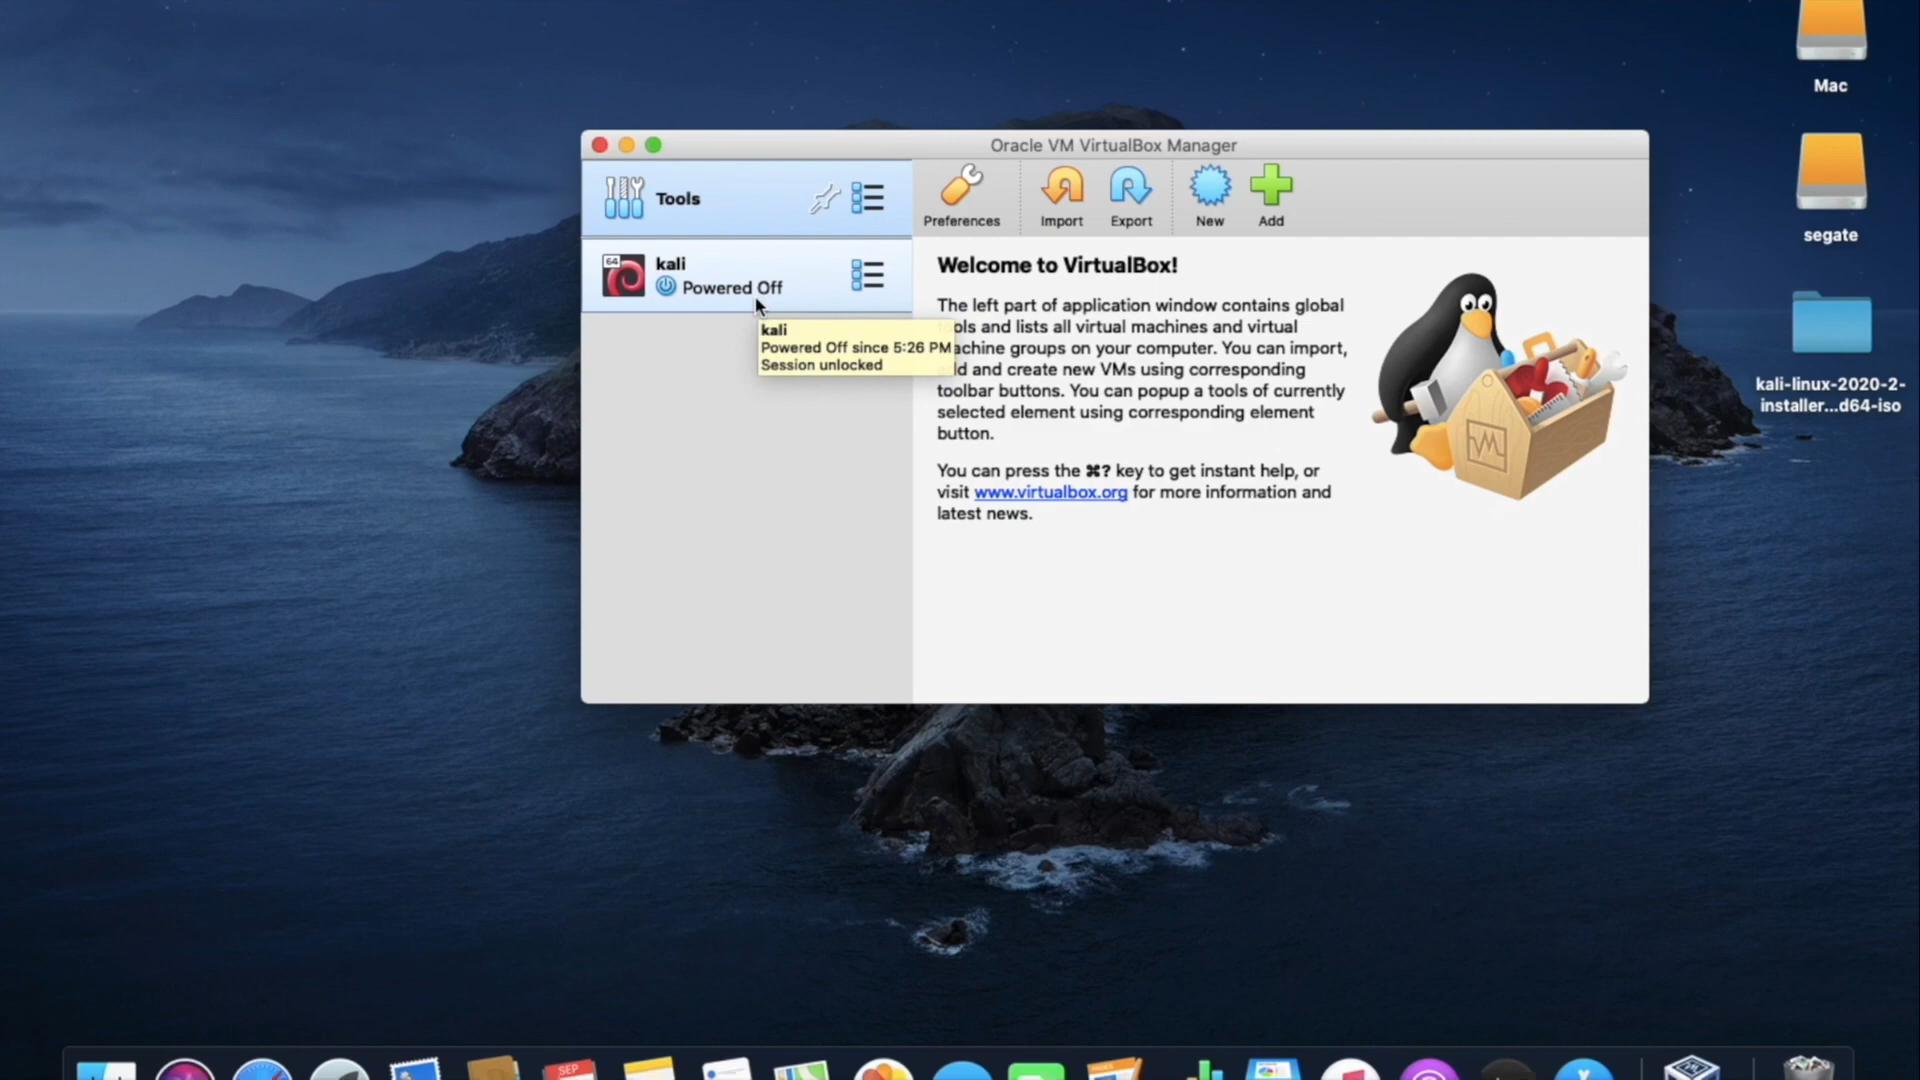 Mac
Oracle VM VirtualBox Manager
Tools
Preferences
Import
Export
New
Add
segate
64
kali
Powered Off
kali
Powered Off since 5:26 PM
Session unlocked
Welcome to VirtualBox!
The left part of application window contains global
ols and lists all virtual machines and virtual
achine groups on your computer. You can import,
d and create new VMs using corresponding
toolbar buttons. You can popup a tools of currently
selected element using corresponding element
button.
You can press the ⌘? key to get instant help, or
visit www.virtualbox.org for more information and
latest news.
kali-linux-2020-2-
installer...d64-iso
SEP